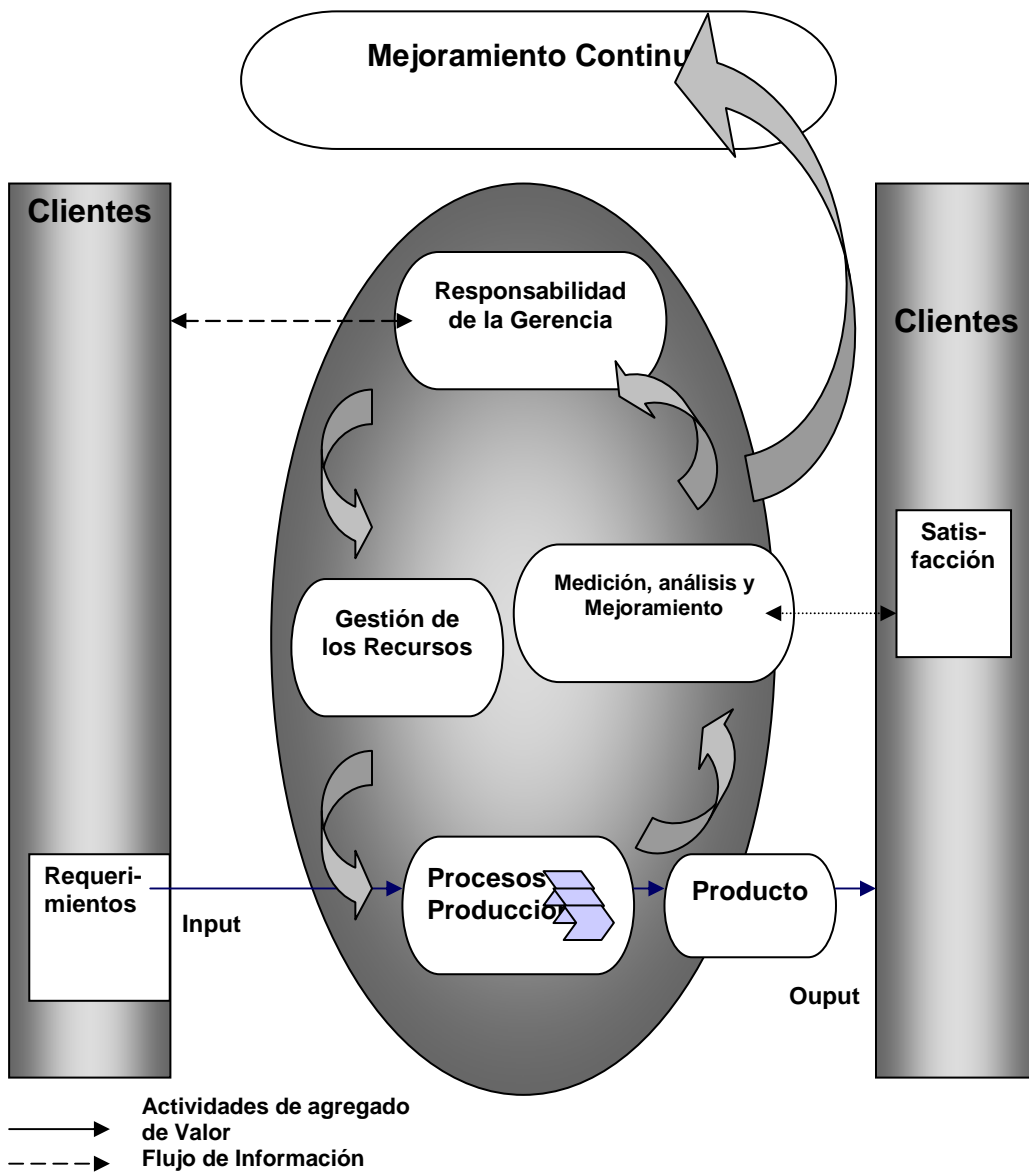 Mejoramiento Continu
Clientes
Responsabilidad
de la Gerencia
Clientes
Satis-
facción
Medición, análisis y
Mejoramiento
Gestión de
los Recursos
Requeri-
mientos
Input
Procesos
Producción
Producto
Ouput
Actividades de agregado
de Valor
Flujo de Información